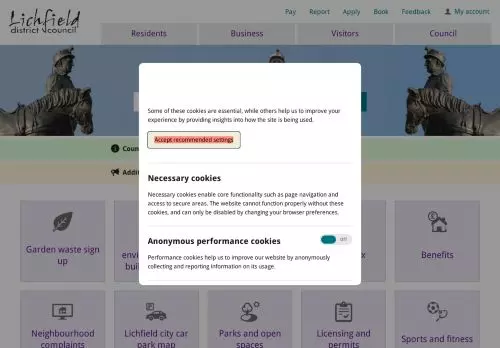 Lichfield
district council
Pay Report Apply Book Feedback My account
Residents Business Visitors Council
Some of these cookies are essential, while others help us to improve your
experience by providing insights into how the site is being used.
Accept recommended settings
Necessary cookies
Necessary cookies enable core functionality such as page navigation and
access to secure areas. The website cannot function properly without these
cookies, and can only be disabled by changing your browser preferences.
Anonymous performance cookies
Off
Performance cookies help us to improve our website by anonymously
collecting and reporting information on its usage.
Garden waste sign
up
Benefits
Neighbourhood
complaints
Lichfield city car
park map
Parks and open
spaces
Licensing and
permits
Sports and fitness